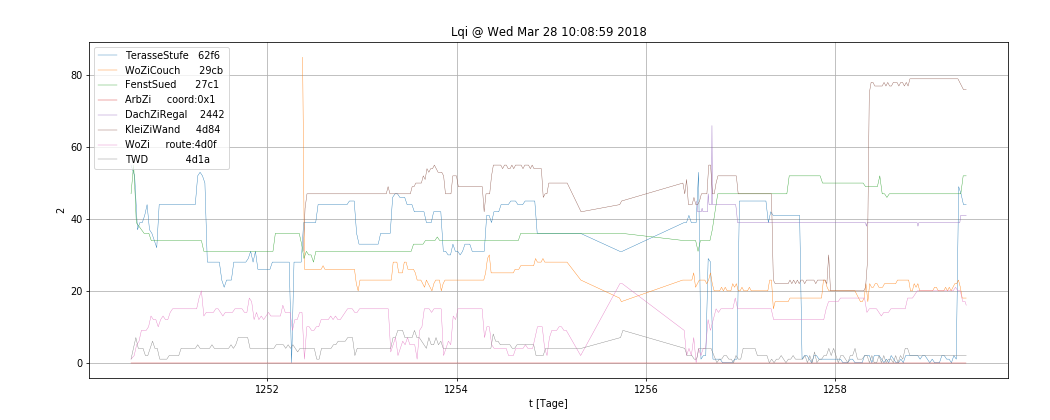 Lqi @ Wed Mar 28 10:08:59 2018
TerasseStufe 62f6
WoZiCouch 29cb
FenstSued 27c1
ArbZi coord:0x1
DachZiRegal 2442
KleiZiWand 4d84
WoZi route:4d0f
TWD 4d1a
80
60
40
20
0
2
1252 1254 1256 1258
t [Tage]